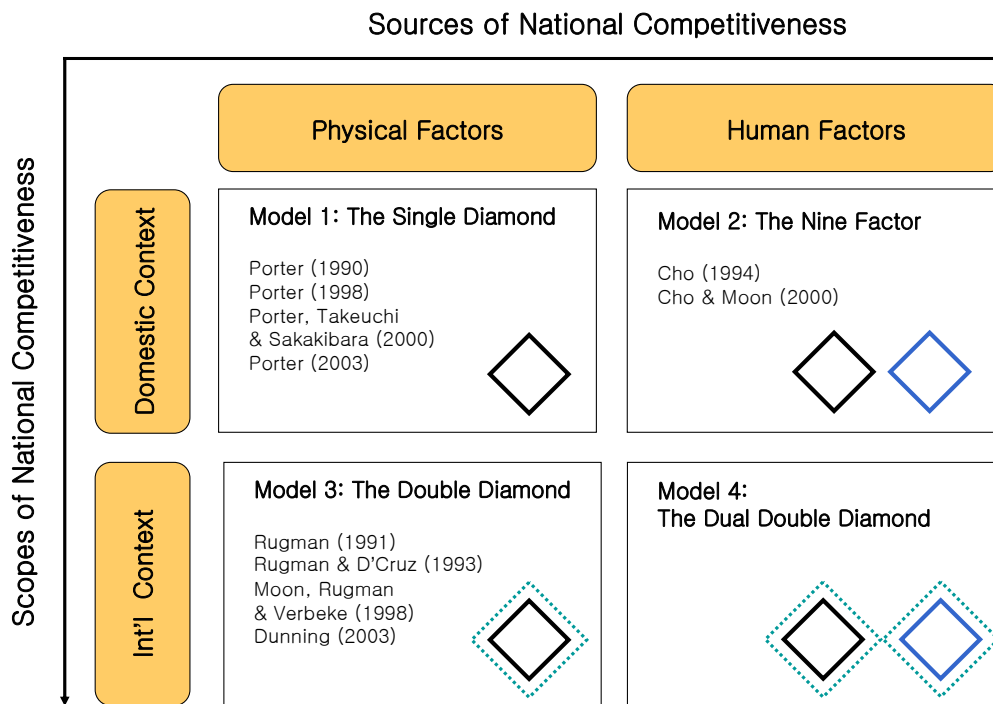 Sources of National Competitiveness
Scopes of National Competitiveness
Physical Factors
Human Factors
Domestic Context
Model 1: The Single Diamond
Porter (1990)
Porter (1998)
Porter, Takeuchi
& Sakakibara (2000)
Porter (2003)
Model 2: The Nine Factor
Cho (1994)
Cho & Moon (2000)
Int'l Context
Model 3: The Double Diamond
Rugman (1991)
Rugman & D'Cruz (1993)
Moon, Rugman
& Verbeke (1998)
Dunning (2003)
Model 4:
The Dual Double Diamond